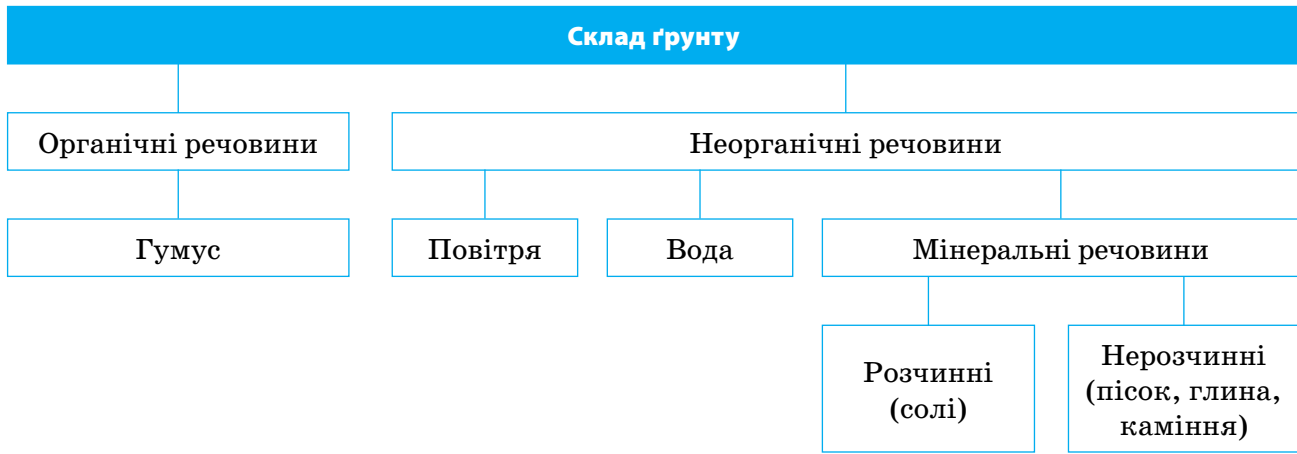 Склад ґрунту
Органічні речовини
Неорганічні речовини
Гумус
Повітря
Вода
Мінеральні речовини
Розчинні
(солі)
Нерозчинні
(пісок, глина,
каміння)